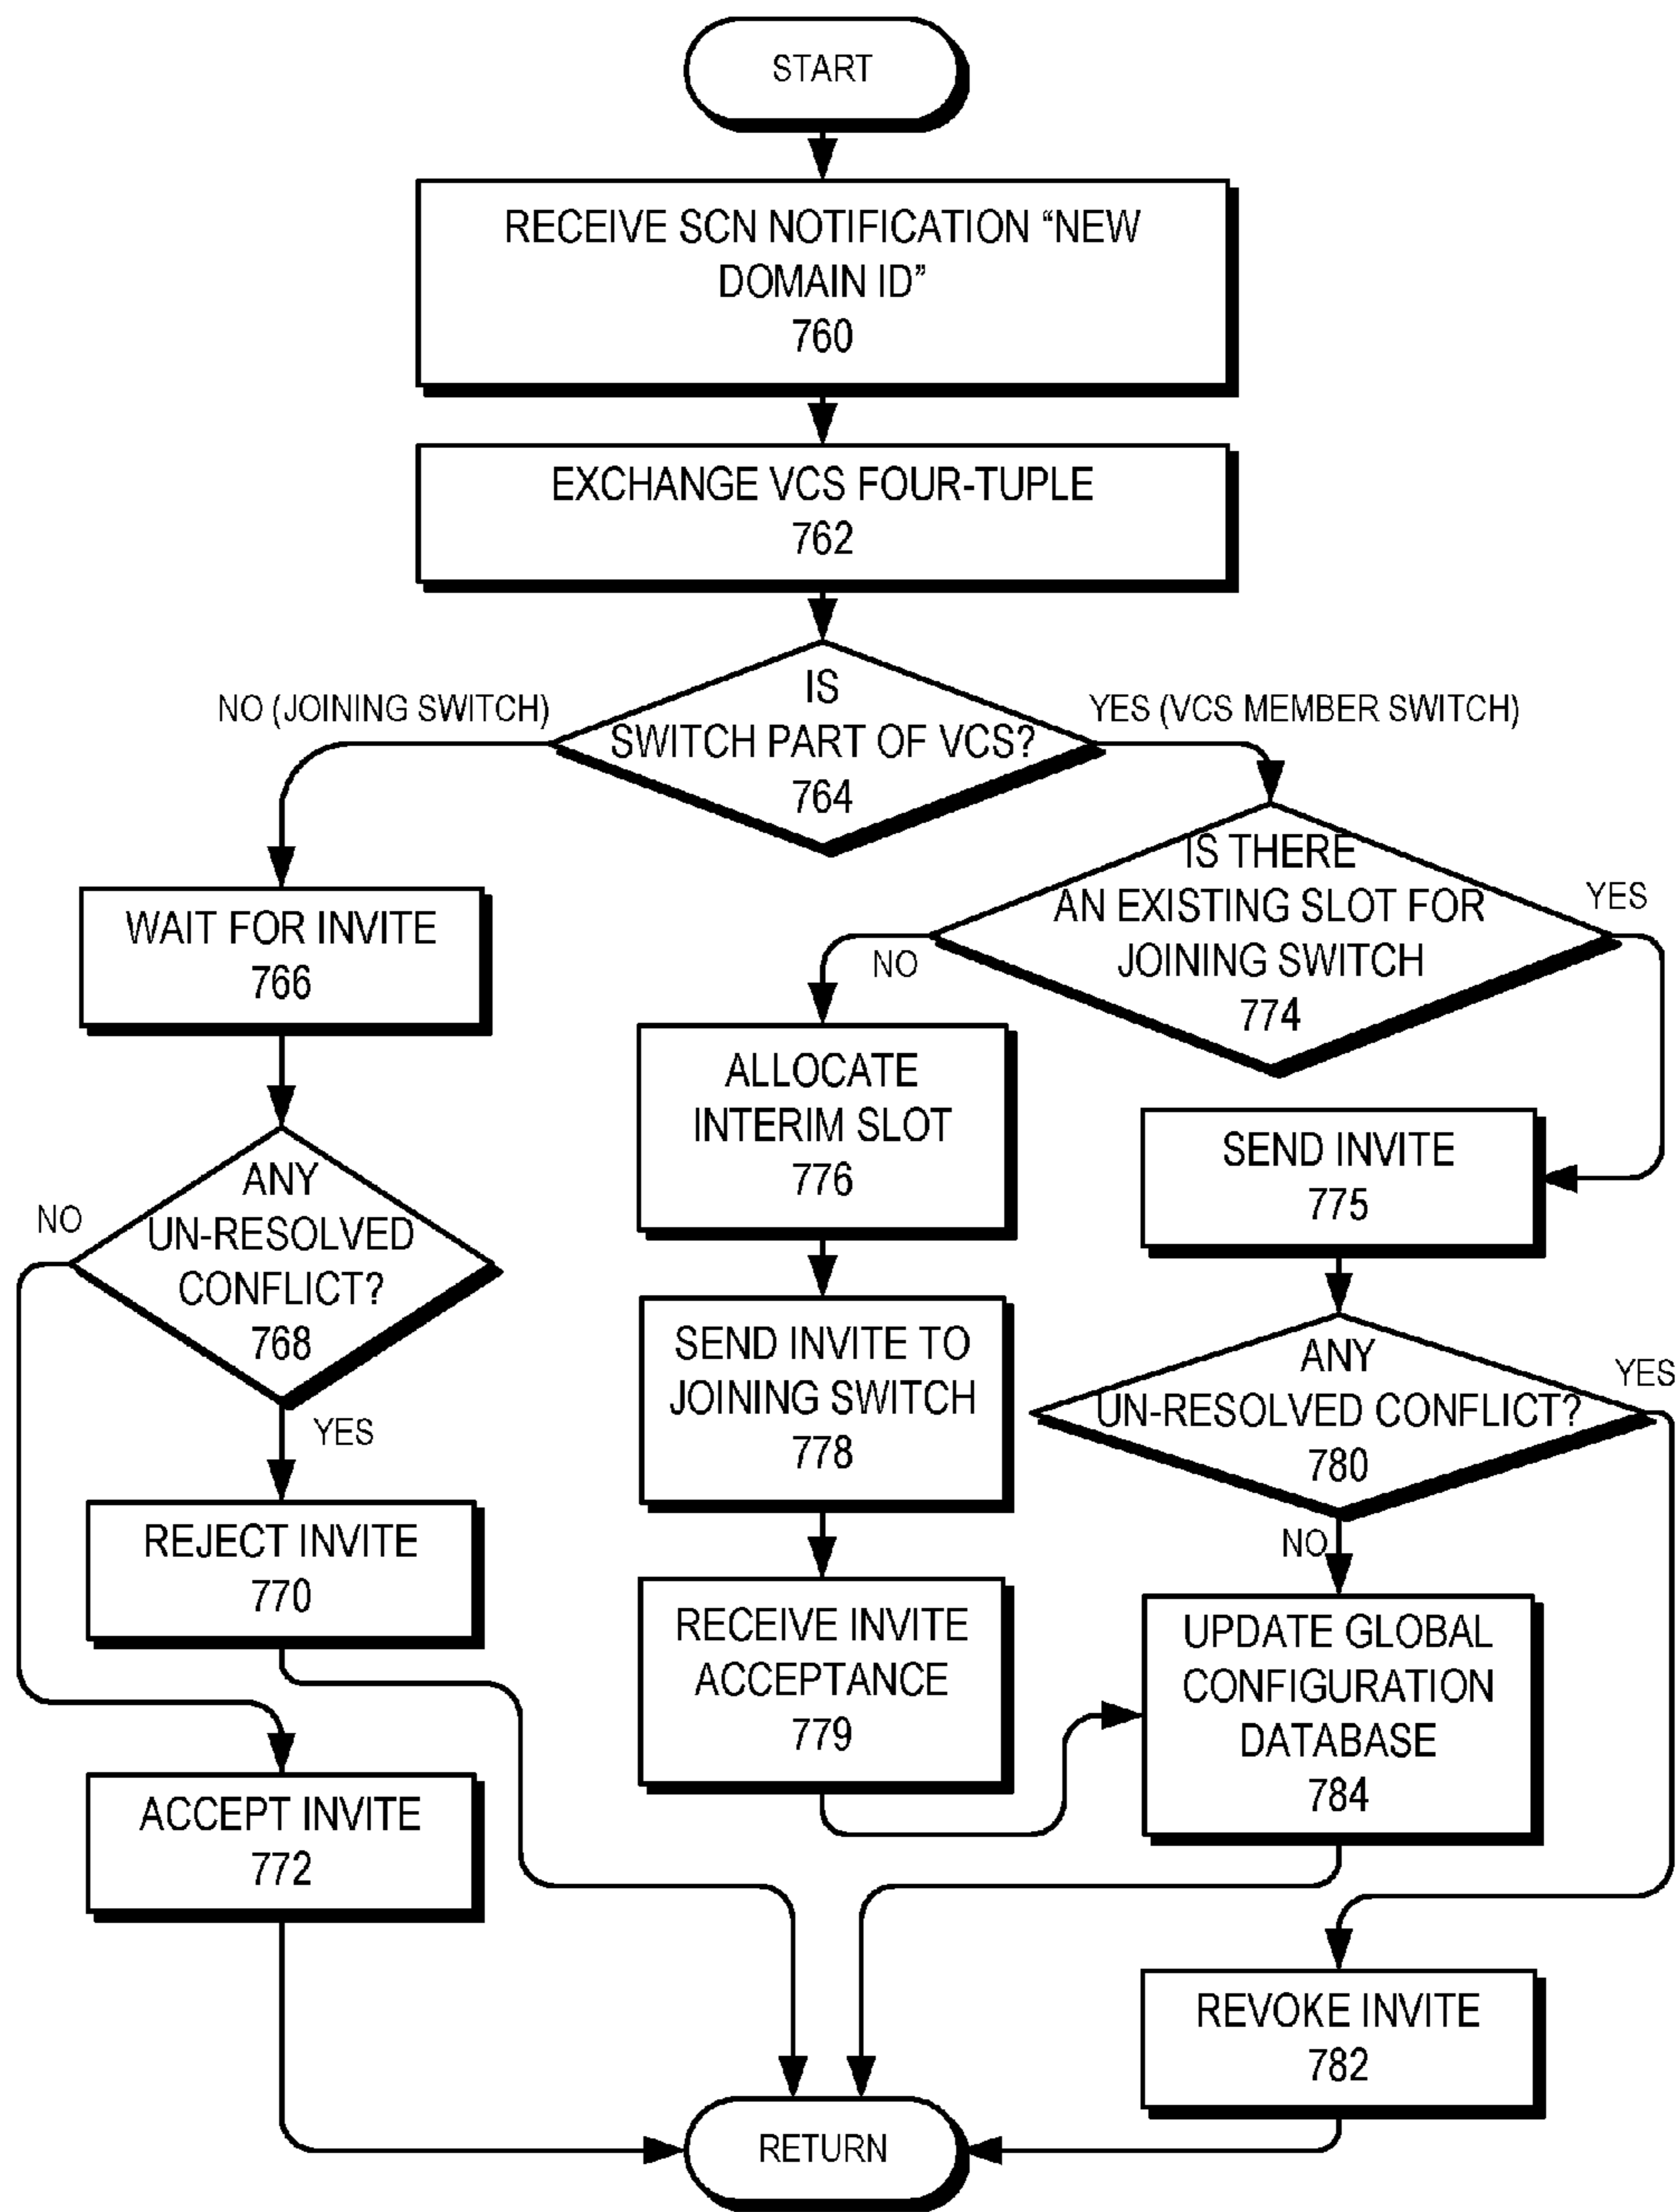 START
RECEIVE SCN NOTIFICATION “NEW
DOMAIN ID”
760
EXCHANGE VCS FOUR-TUPLE
762
IS
SWITCH PART OF VCS?
764
NO (JOINING SWITCH)
YES (VCS MEMBER SWITCH)
WAIT FOR INVITE
766
IS THERE
AN EXISTING SLOT FOR
JOINING SWITCH
774
NO
YES
ALLOCATE
INTERIM SLOT
776
SEND INVITE
775
ANY
UN-RESOLVED
CONFLICT?
768
NO
YES
SEND INVITE TO
JOINING SWITCH
778
ANY
UN-RESOLVED CONFLICT?
780
YES
NO
REJECT INVITE
770
RECEIVE INVITE
ACCEPTANCE
779
UPDATE GLOBAL
CONFIGURATION
DATABASE
784
ACCEPT INVITE
772
REVOKE INVITE
782
RETURN